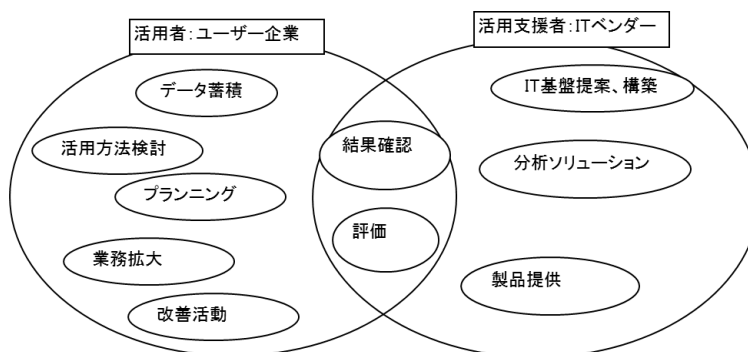 活用者：ユーザー企業
活用支援者：ITベンダー
データ蓄積
IT基盤提案、構築
活用方法検討
結果確認
分析ソリューション
プランニング
評価
業務拡大
製品提供
改善活動